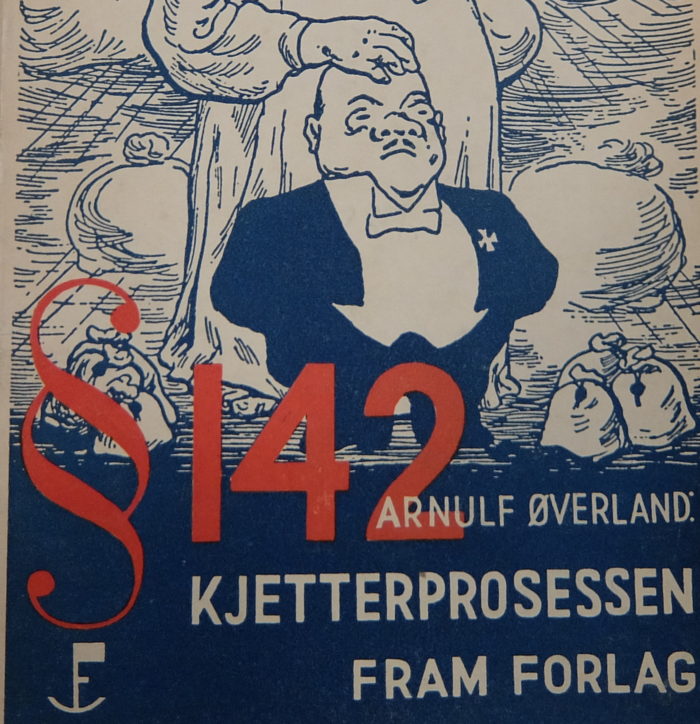 §142
ARNULF ØVERLAND:
KJETTERPROSESSEN
FRAM FORLAG
F